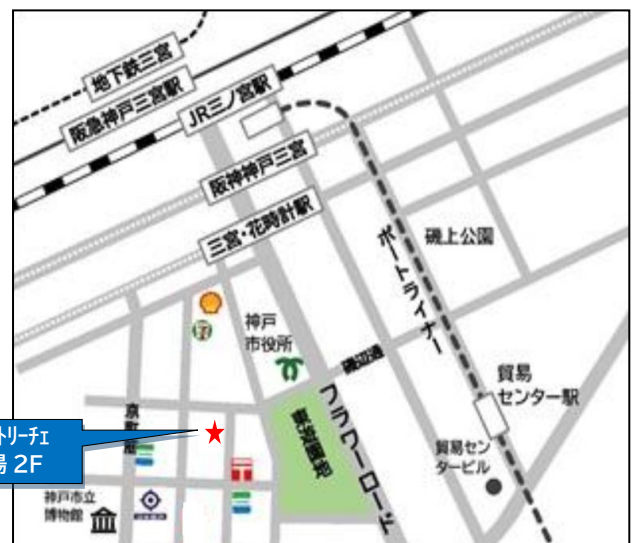 地下鉄三宮
阪急神戸三宮駅
JR三ノ宮駅
阪神神戸三宮
三宮・花時計駅
ポートライナー
磯上公園
神戸
市役所
磯辺通
貿易
センター駅
フラワーロード
東遊園地
京町筋
トリーチェ
場 2F
貿易セン
タービル
神戸市立
博物館